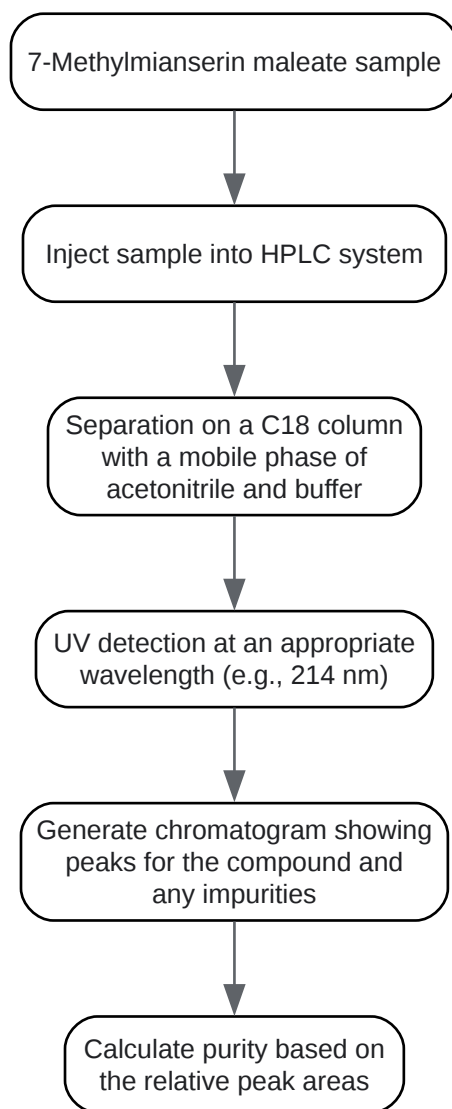 7-Methylmianserin maleate sample
Inject sample into HPLC system
Separation on a C18 column
with a mobile phase of
acetonitrile and buffer
UV detection at an appropriate
wavelength (e.g., 214 nm)
Generate chromatogram showing
peaks for the compound and
any impurities
Calculate purity based on
the relative peak areas